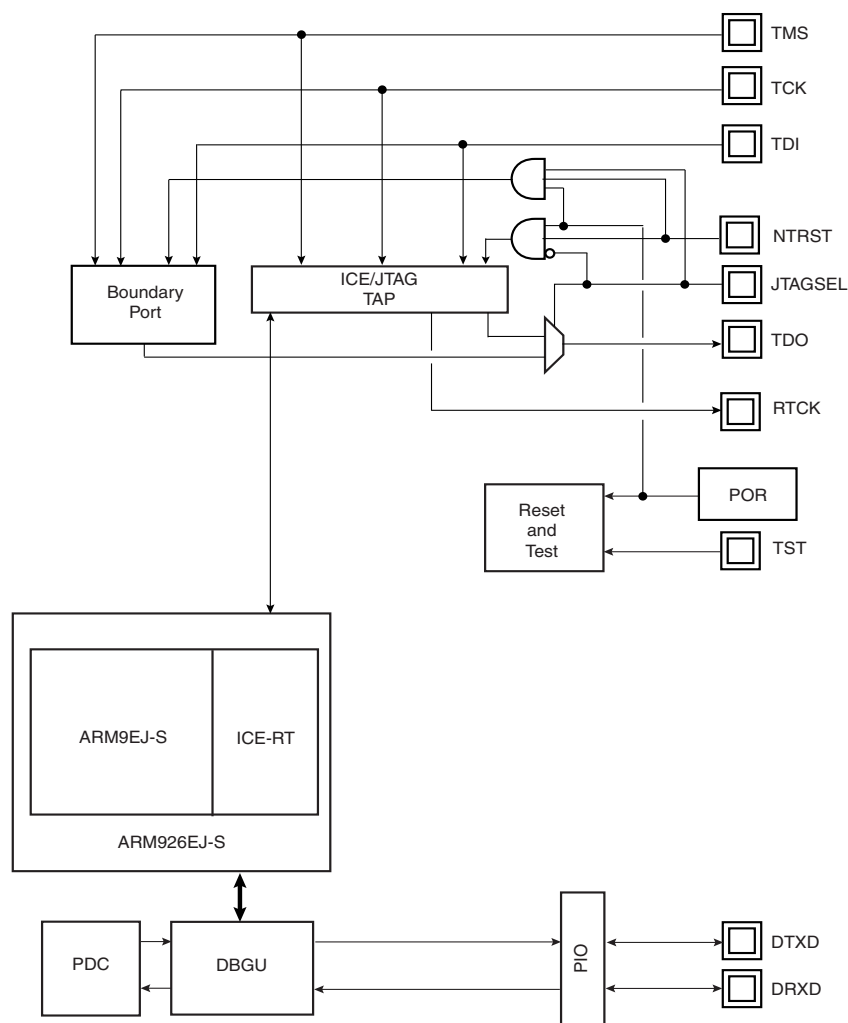 TMS
TCK
TDI
NTRST
JTAGSEL
TDO
RTCK
Boundary
Port
ICE/JTAG
TAP
POR
Reset
and
Test
TST
ARM9EJ-S
ICE-RT
ARM926EJ-S
PDC
DBGU
PIO
DTXD
DRXD